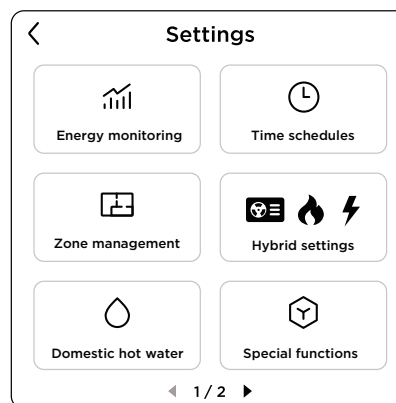 Settings
Energy monitoring
Time schedules
Zone management
Hybrid settings
Domestic hot water
Special functions
1 / 2